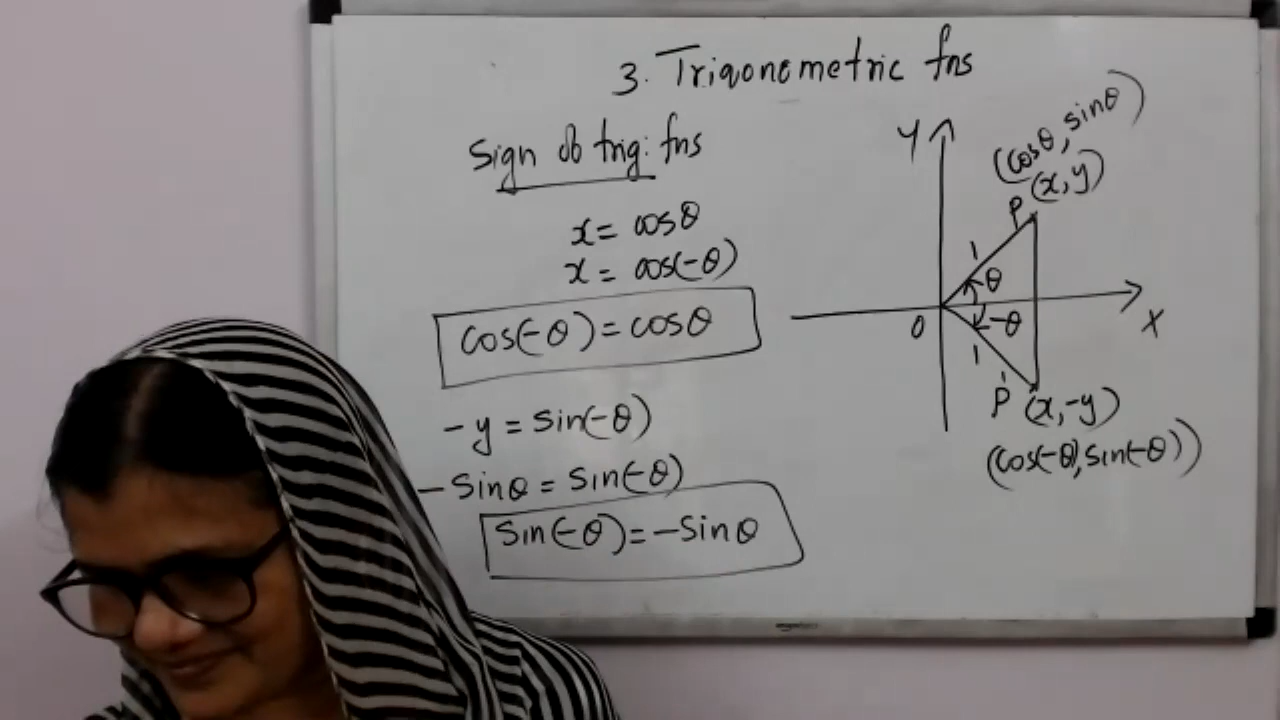 3. Trigonometric fns
Sign of trig: fns
x = cosθ
x = cos(-θ)
cos(-θ) = cosθ
-y = sin(-θ)
-sinθ = sin(-θ)
sin(-θ) = -sinθ
Y
(cosθ, sinθ)
P (x, y)
1
θ
0
-θ
X
1
P' (x, -y)
(cos(-θ), sin(-θ))